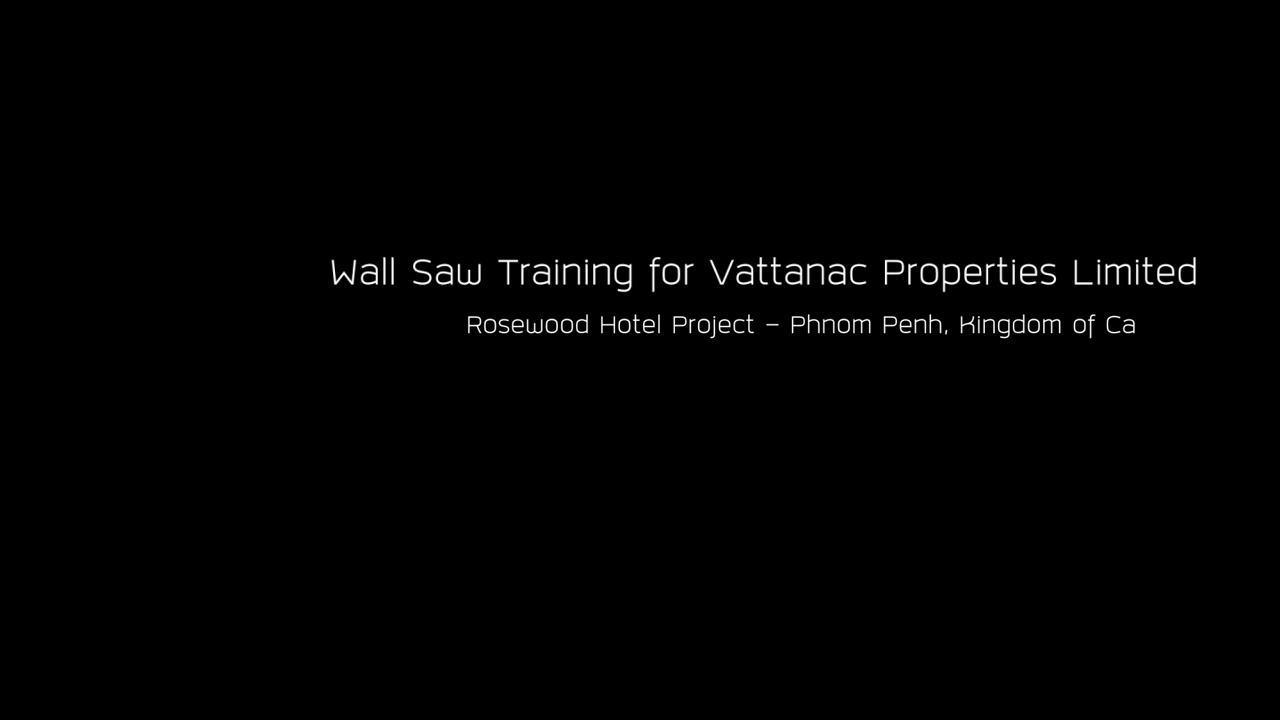 Wall Saw Training for Vattanac Properties Limited
Rosewood Hotel Project – Phnom Penh, Kingdom of Ca